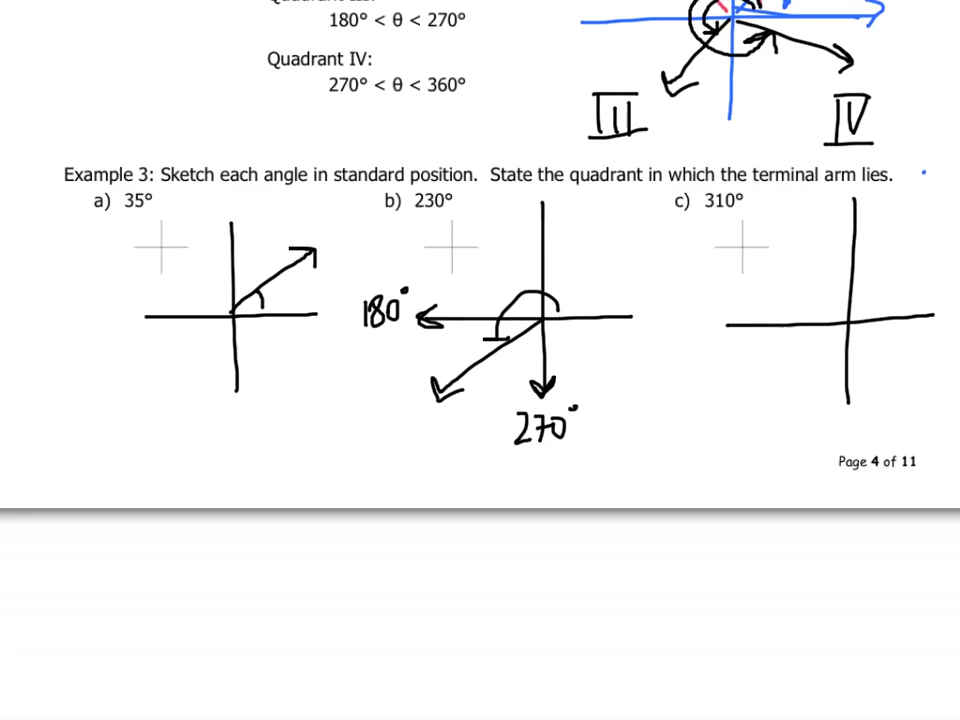 180° < θ < 270°
Quadrant IV:
270° < θ < 360°
III
IV
Example 3: Sketch each angle in standard position. State the quadrant in which the terminal arm lies.
a) 35°
b) 230°
c) 310°
180°
270°
Page 4 of 11